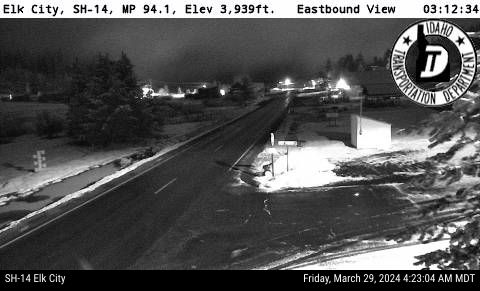 Elk City, SH-14, MP 94.1, Elev 3,939ft. Eastbound View 03:12:34
IDAHO
TRANSPORTATION DEPARTMENT
SH-14 Elk City Friday, March 29, 2024 4:23:04 AM MDT